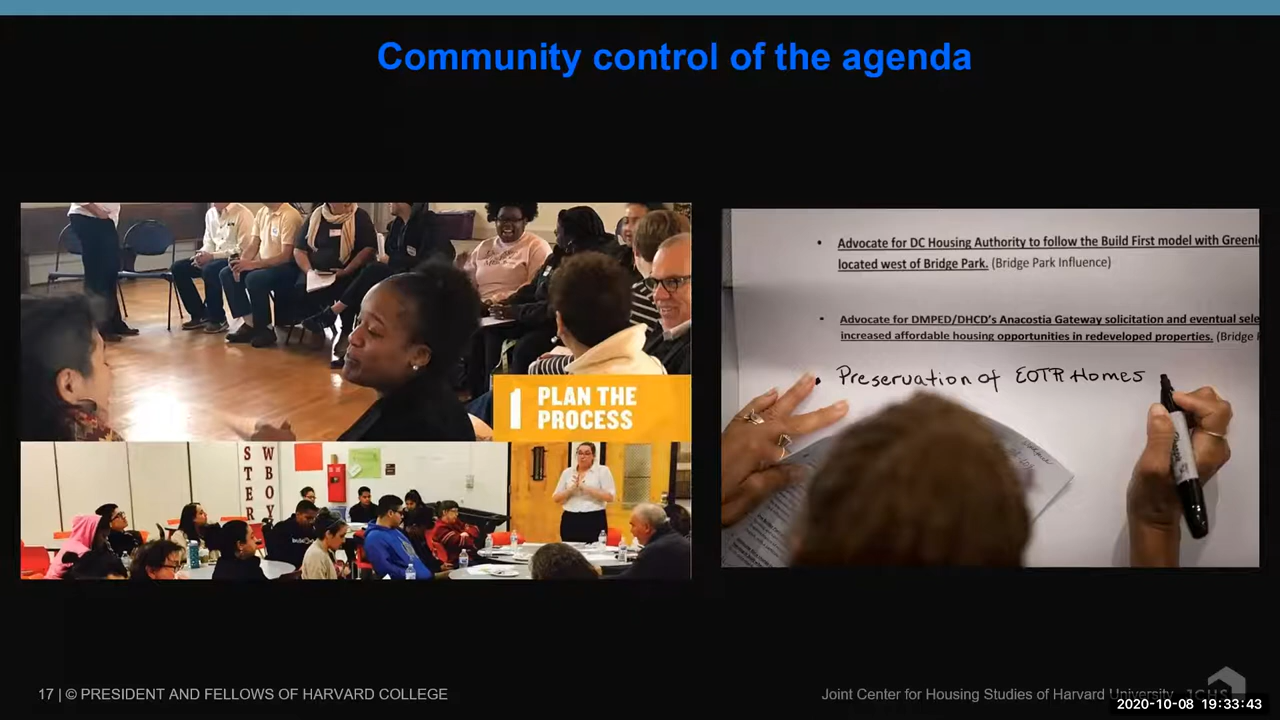 Community control of the agenda
1 PLAN THE
PROCESS
S W
T B
E O
R Y
• Advocate for DC Housing Authority to follow the Build First model with
located west of Bridge Park. (Bridge Park Influence)
• Advocate for DMPED/DHCD's Anacostia Gateway solicitation and eventual
increased affordable housing opportunities in redeveloped properties. (Bridge
• Preservation of EOTR Homes
17 | © PRESIDENT AND FELLOWS OF HARVARD COLLEGE
Joint Center for Housing Studies of Harvard University JCHS
2020-10-08 19:33:43